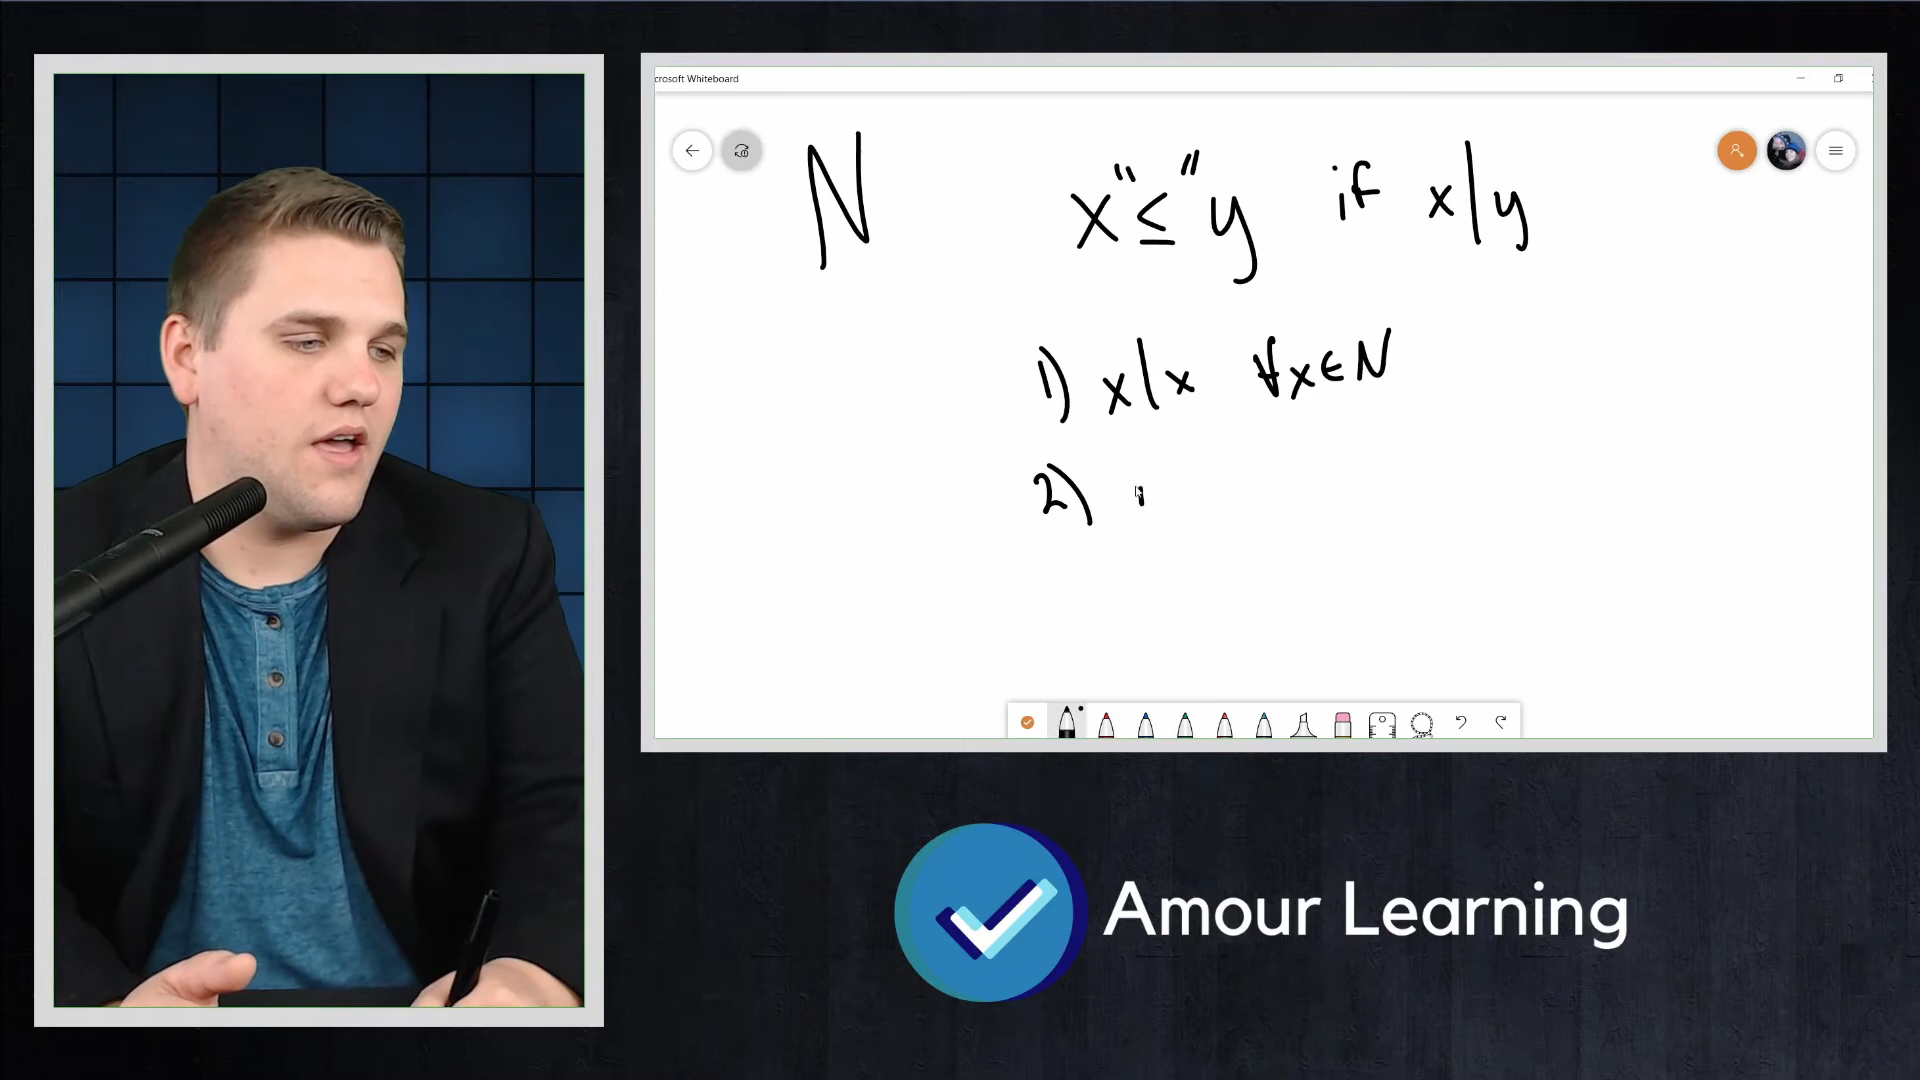 crosoft Whiteboard
N x "≤" y if x|y
1) x|x ∀x∈N
2)
Amour Learning